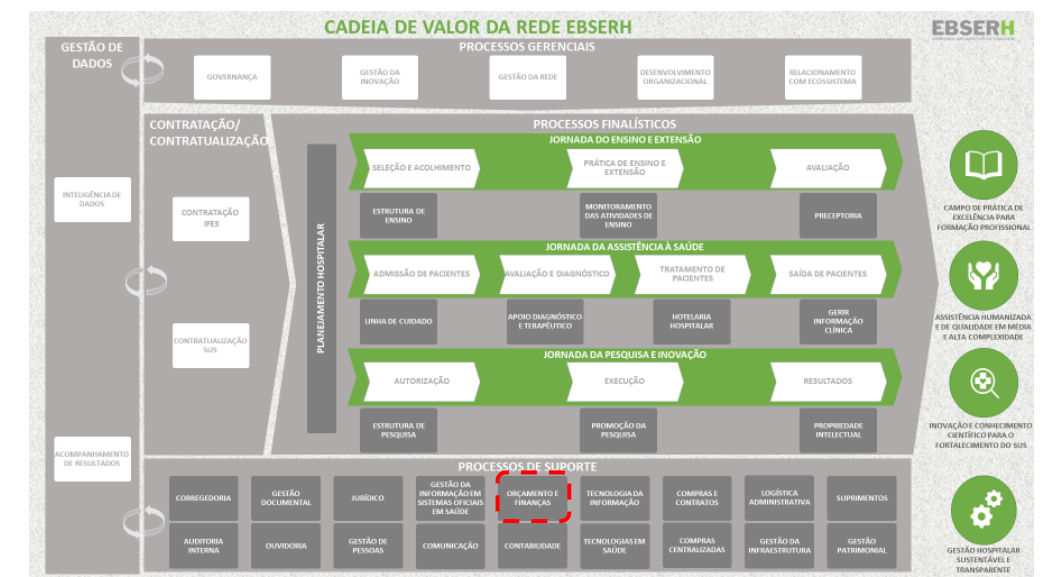 CADEIA DE VALOR DA REDE EBSERH
EBSERH
GESTÃO DE
DADOS
PROCESSOS GERENCIAIS
GOVERNANÇA
GESTÃO DA
INOVAÇÃO
GESTÃO DA REDE
DESENVOLVIMENTO
ORGANIZACIONAL
RELACIONAMENTO
COM ECOSSISTEMA
INTELIGÊNCIA DE
DADOS
ACOMPANHAMENTO
DE RESULTADOS
CONTRATAÇÃO/
CONTRATUALIZAÇÃO
CONTRATAÇÃO
IFES
CONTRATUALIZAÇÃO
SUS
PROCESSOS FINALÍSTICOS
PLANEJAMENTO HOSPITALAR
JORNADA DO ENSINO E EXTENSÃO
SELEÇÃO E ACOLHIMENTO
PRÁTICA DE ENSINO E
EXTENSÃO
AVALIAÇÃO
ESTRUTURA DE
ENSINO
MONITORAMENTO
DAS ATIVIDADES DE
ENSINO
PRECEPTORIA
JORNADA DA ASSISTÊNCIA À SAÚDE
ADMISSÃO DE PACIENTES
AVALIAÇÃO E DIAGNÓSTICO
TRATAMENTO DE
PACIENTES
SAÍDA DE PACIENTES
LINHA DE CUIDADO
APOIO DIAGNÓSTICO
E TERAPÊUTICO
HOTELARIA
HOSPITALAR
GERIR
INFORMAÇÃO
CLÍNICA
JORNADA DA PESQUISA E INOVAÇÃO
AUTORIZAÇÃO
EXECUÇÃO
RESULTADOS
ESTRUTURA DE
PESQUISA
PROMOÇÃO DA
PESQUISA
PROPRIEDADE
INTELECTUAL
PROCESSOS DE SUPORTE
CORREGEDORIA
GESTÃO
DOCUMENTAL
JURÍDICO
GESTÃO DA
INFORMAÇÃO EM
SISTEMAS OFICIAIS
EM SAÚDE
ORÇAMENTO E
FINANÇAS
TECNOLOGIA DA
INFORMAÇÃO
COMPRAS E
CONTRATOS
LOGÍSTICA
ADMINISTRATIVA
SUPRIMENTOS
AUDITORIA
INTERNA
OUVIDORIA
GESTÃO DE
PESSOAS
COMUNICAÇÃO
CONTABILIDADE
TECNOLOGIAS EM
SAÚDE
COMPRAS
CENTRALIZADAS
GESTÃO DA
INFRAESTRUTURA
GESTÃO
PATRIMONIAL
CAMPO DE PRÁTICA DE
EXCELÊNCIA PARA
FORMAÇÃO PROFISSIONAL
ASSISTÊNCIA HUMANIZADA
E DE QUALIDADE EM MÉDIA
E ALTA COMPLEXIDADE
INOVAÇÃO E CONHECIMENTO
CIENTÍFICO PARA O
FORTALECIMENTO DO SUS
GESTÃO HOSPITALAR
SUSTENTÁVEL E
TRANSPARENTE